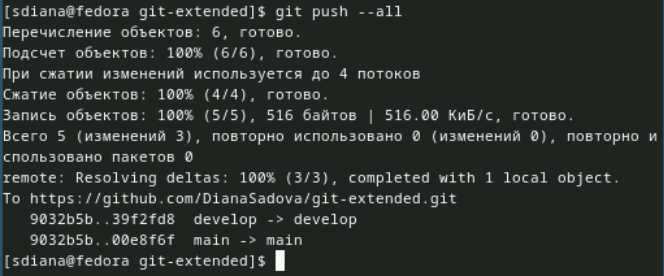 [sdiana@fedora git-extended]$ git push --all
Перечисление объектов: 6, готово.
Подсчет объектов: 100% (6/6), готово.
При сжатии изменений используется до 4 потоков
Сжатие объектов: 100% (4/4), готово.
Запись объектов: 100% (5/5), 516 байтов | 516.00 КиБ/с, готово.
Всего 5 (изменений 3), повторно использовано 0 (изменений 0), повторно и
спользовано пакетов 0
remote: Resolving deltas: 100% (3/3), completed with 1 local object.
To https://github.com/DianaSadova/git-extended.git
   9032b5b..39f2fd8  develop -> develop
   9032b5b..00e8f6f  main -> main
[sdiana@fedora git-extended]$